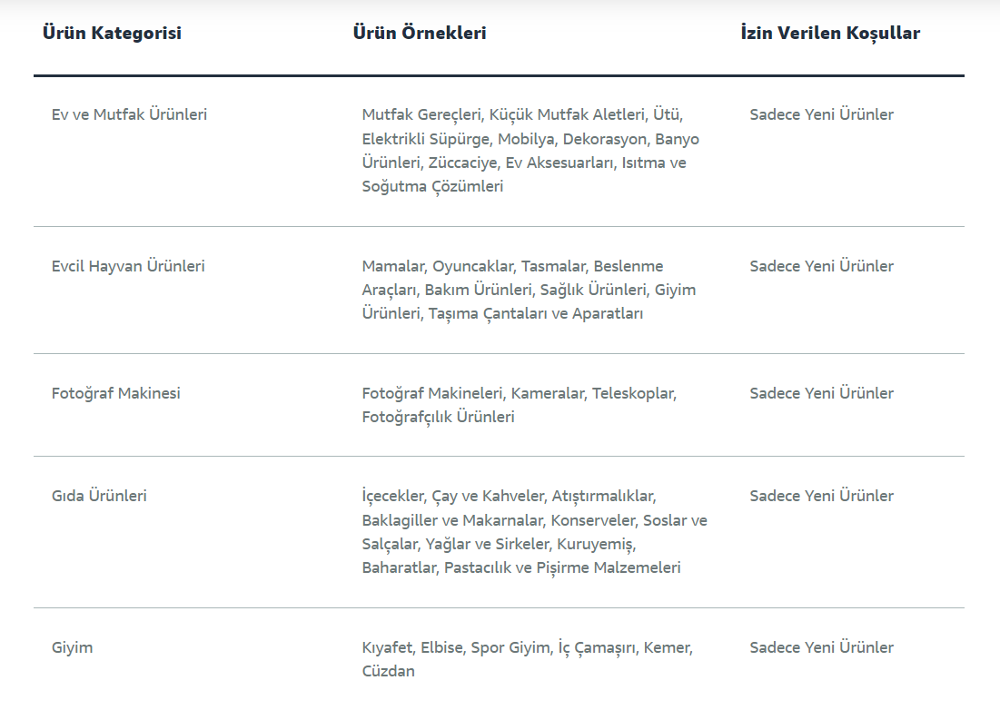 Ürün Kategorisi
Ürün Örnekleri
İzin Verilen Koşullar
Ev ve Mutfak Ürünleri
Mutfak Gereçleri, Küçük Mutfak Aletleri, Ütü,
Elektrikli Süpürge, Mobilya, Dekorasyon, Banyo
Ürünleri, Züccaciye, Ev Aksesuarları, Isıtma ve
Soğutma Çözümleri
Sadece Yeni Ürünler
Evcil Hayvan Ürünleri
Mamalar, Oyuncaklar, Tasmalar, Beslenme
Araçları, Bakım Ürünleri, Sağlık Ürünleri, Giyim
Ürünleri, Taşıma Çantaları ve Aparatları
Sadece Yeni Ürünler
Fotoğraf Makinesi
Fotoğraf Makineleri, Kameralar, Teleskoplar,
Fotoğrafçılık Ürünleri
Sadece Yeni Ürünler
Gıda Ürünleri
İçecekler, Çay ve Kahveler, Atıştırmalıklar,
Baklagiller ve Makarnalar, Konserveler, Soslar ve
Salçalar, Yağlar ve Sirkeler, Kuruyemiş,
Baharatlar, Pastacılık ve Pişirme Malzemeleri
Sadece Yeni Ürünler
Giyim
Kıyafet, Elbise, Spor Giyim, İç Çamaşırı, Kemer,
Cüzdan
Sadece Yeni Ürünler